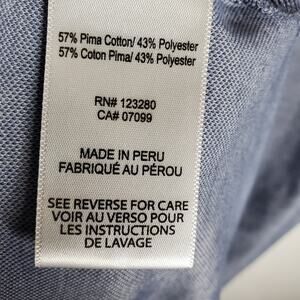 57% Pima Cotton/ 43% Polyester
57% Coton Pima/ 43% Polyester
RN# 123280
CA# 07099
MADE IN PERU
FABRIQUÉ AU PÉROU
SEE REVERSE FOR CARE
VOIR AU VERSO POUR
LES INSTRUCTIONS
DE LAVAGE